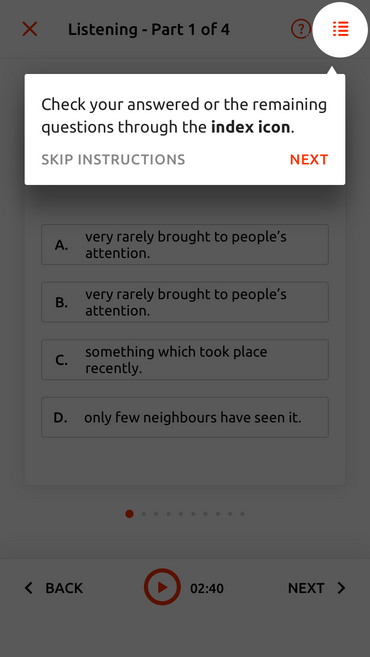 Listening - Part 1 of 4
?
Check your answered or the remaining
questions through the index icon.
SKIP INSTRUCTIONS
NEXT
A. very rarely brought to people's
attention.
B. very rarely brought to people's
attention.
C. something which took place
recently.
D. only few neighbours have seen it.
BACK
02:40
NEXT